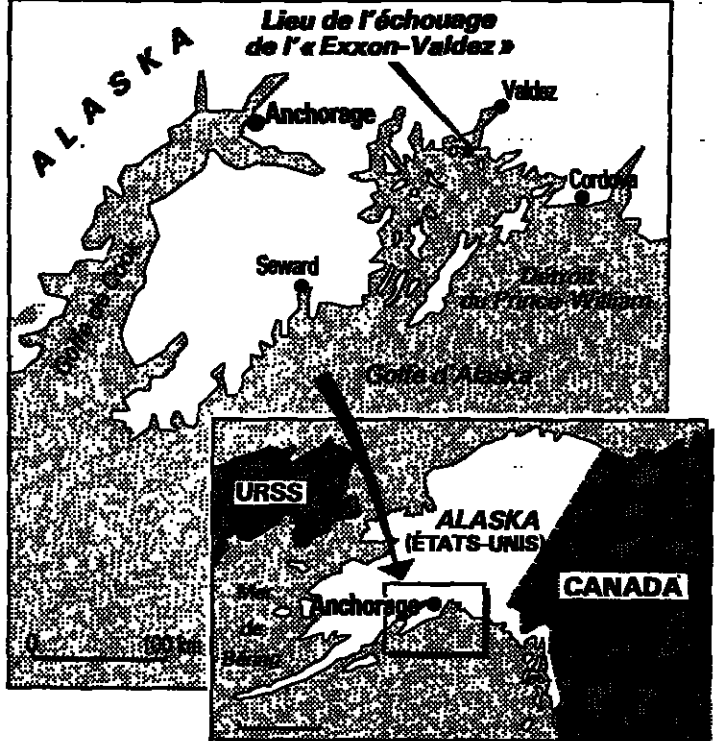 Lieu de l'échouage
de l'« Exxon-Valdez »
ALASKA
Valdez
Anchorage
Cordova
Seward
Détroit
du Prince-William
Golfe de Cook
Golfe d'Alaska
0 100 km
URSS
ALASKA
(ÉTATS-UNIS)
CANADA
Anchorage
Mer
de
Béring